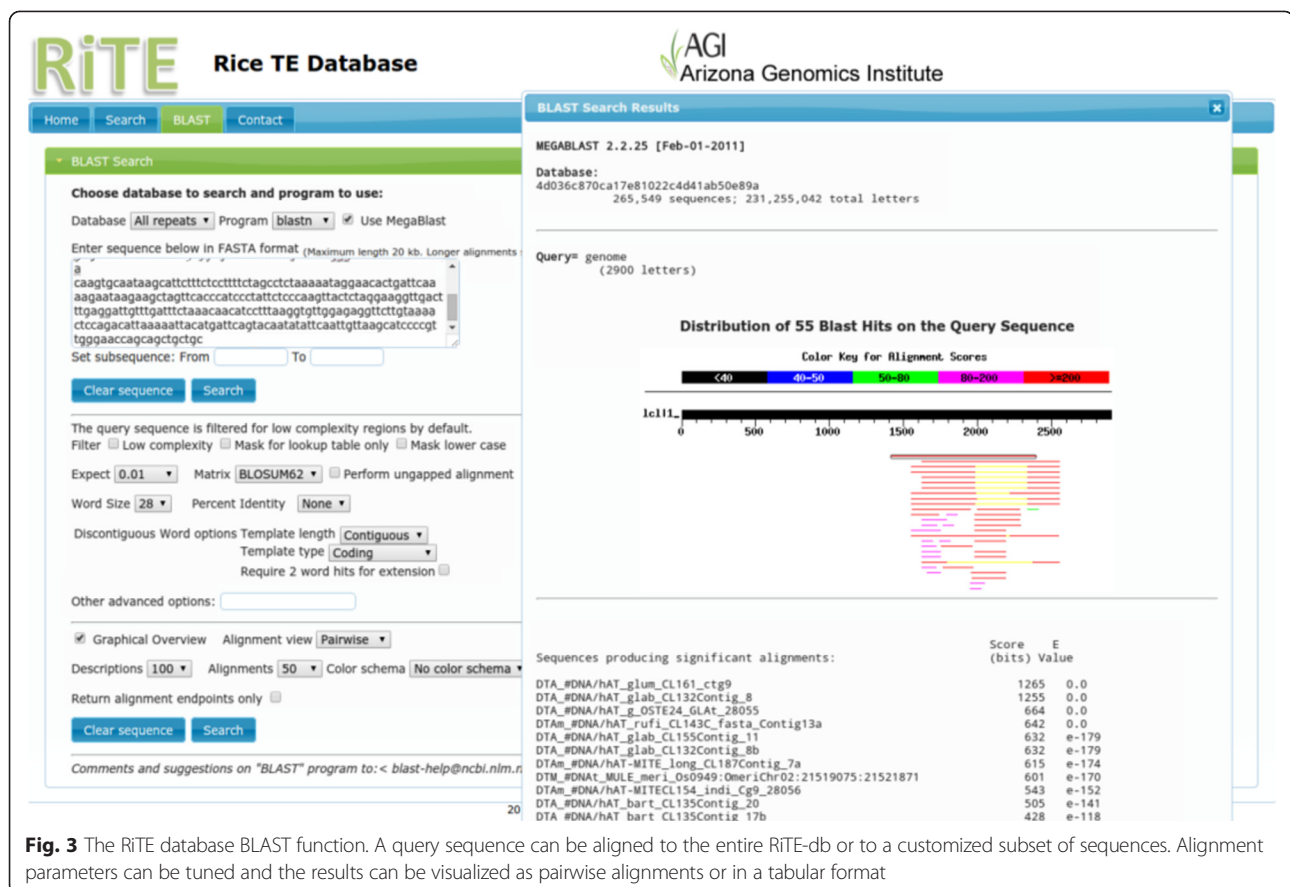 RiTE
Rice TE Database
AGI
Arizona Genomics Institute
Home Search BLAST Contact
BLAST Search
Choose database to search and program to use:
Database All repeats Program blastn Use MegaBlast
Enter sequence below in FASTA format (Maximum length 20 kb. Longer alignments
a
caagtgcaataagcattctttctccttttctagcctctaaaaataggaacactgattcaa
aagaataagaagctagttcacccatccctattctcccaagttactctaggaaggttgact
ttgaggattgtttgatttctaaacaacatcctttaaggtgttggagaggttcttgtaaaa
ctccagacattaaaaattacatgattcagtacaatatattcaattgttaagcatccccgt
tgggaaccagcagctgctgc
Set subsequence: From To
Clear sequence Search
The query sequence is filtered for low complexity regions by default.
Filter Low complexity Mask for lookup table only Mask lower case
Expect 0.01 Matrix BLOSUM62 Perform ungapped alignment
Word Size 28 Percent Identity None
Discontiguous Word options Template length Contiguous
Template type Coding
Require 2 word hits for extension
Other advanced options:
Graphical Overview Alignment view Pairwise
Descriptions 100 Alignments 50 Color schema No color schema
Return alignment endpoints only
Clear sequence Search
Comments and suggestions on "BLAST" program to:< blast-help@ncbi.nlm.n
20
BLAST Search Results
MEGABLAST 2.2.25 [Feb-01-2011]
Database:
4d036c870ca17e81022c4d41ab50e89a
265,549 sequences; 231,255,042 total letters
Query= genome
(2900 letters)
Distribution of 55 Blast Hits on the Query Sequence
Color Key for Alignment Scores
<40 40-50 50-80 80-200 >=200
lcl|1_
0 500 1000 1500 2000 2500
Score E
Sequences producing significant alignments: (bits) Value
DTA_#DNA/hAT_glum_CL161_ctg9 1265 0.0
DTA_#DNA/hAT_glab_CL132Contig_8 1255 0.0
DTA_#DNA/hAT_g_OSTE24_GLAt_28055 664 0.0
DTAm_#DNA/hAT_rufi_CL143C_fasta_Contig13a 642 0.0
DTA_#DNA/hAT_glab_CL155Contig_11 632 e-179
DTA_#DNA/hAT_glab_CL132Contig_8b 632 e-179
DTAm_#DNA/hAT-MITE_long_CL187Contig_7a 615 e-174
DTM_#DNAt_MULE_meri_Os0949:OmeriChr02:21519075:21521871 601 e-170
DTAm_#DNA/hAT-MITECL154_indi_Cg9_28056 543 e-152
DTA_#DNA/hAT_bart_CL135Contig_20 505 e-141
DTA_#DNA/hAT_bart_CL135Contig_17b 428 e-118
Fig. 3 The RiTE database BLAST function. A query sequence can be aligned to the entire RiTE-db or to a customized subset of sequences. Alignment
parameters can be tuned and the results can be visualized as pairwise alignments or in a tabular format